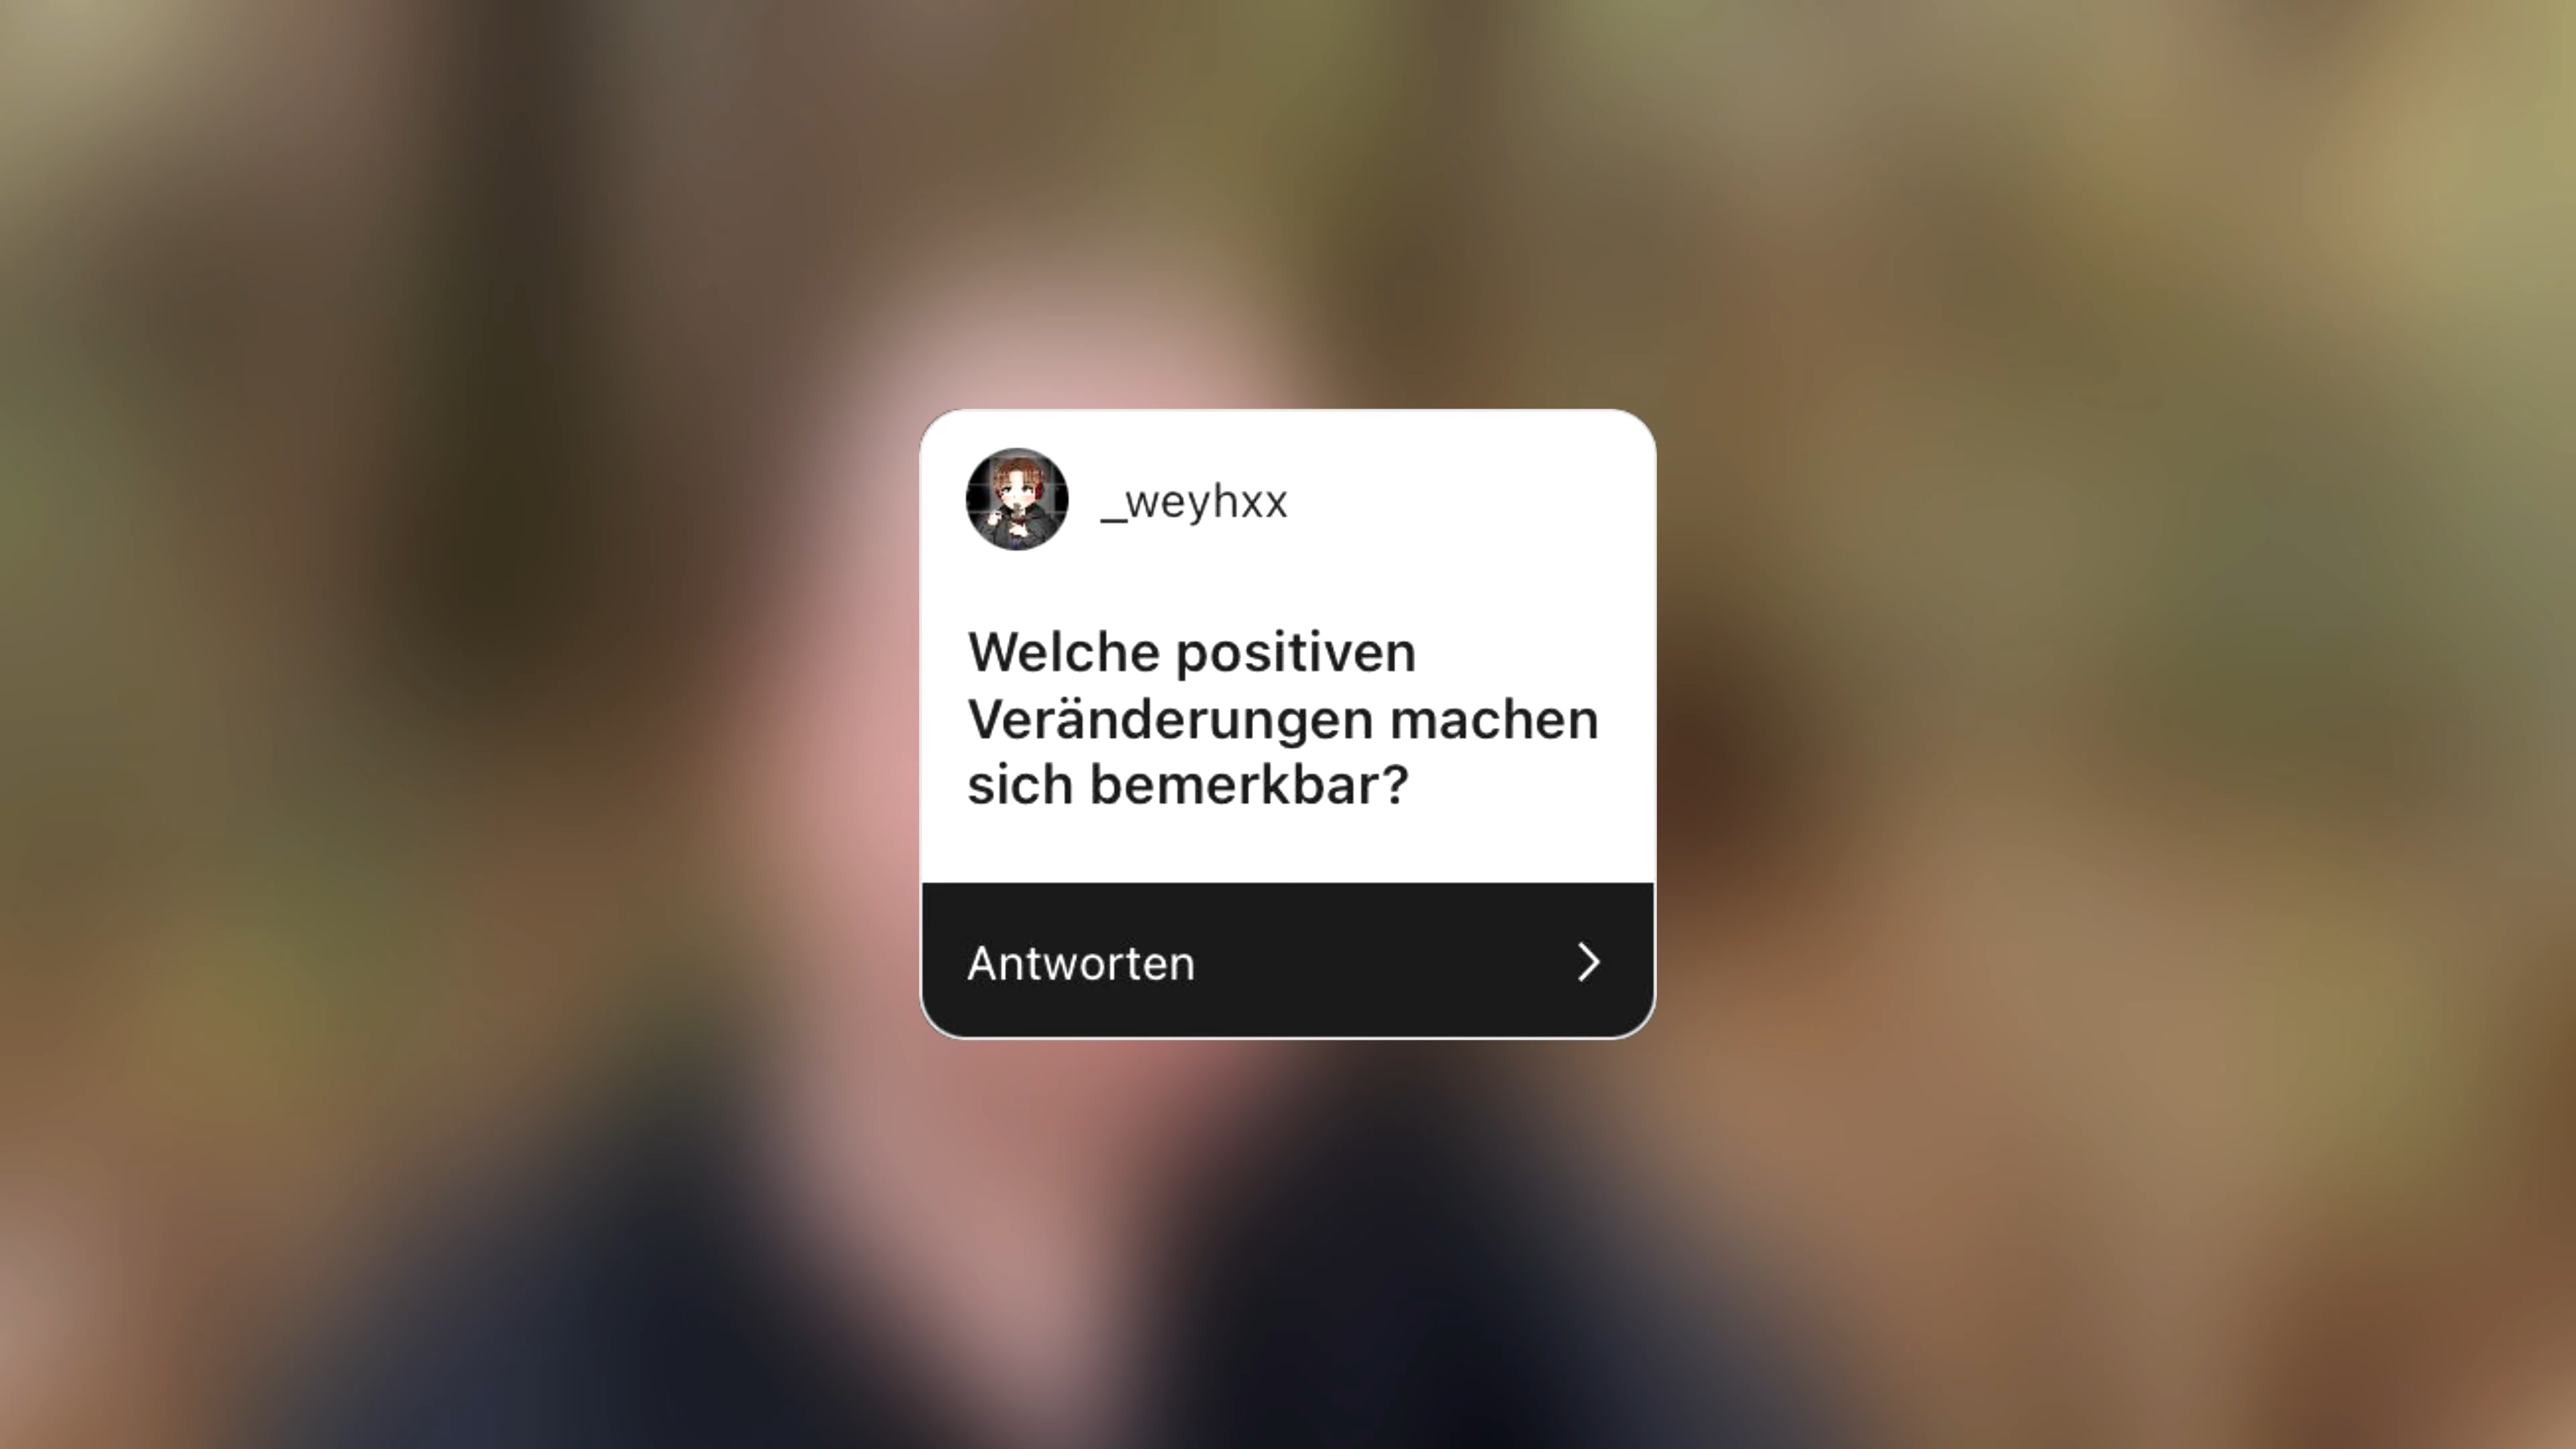 _weyhxx
Welche positiven
Veränderungen machen
sich bemerkbar?
Antworten